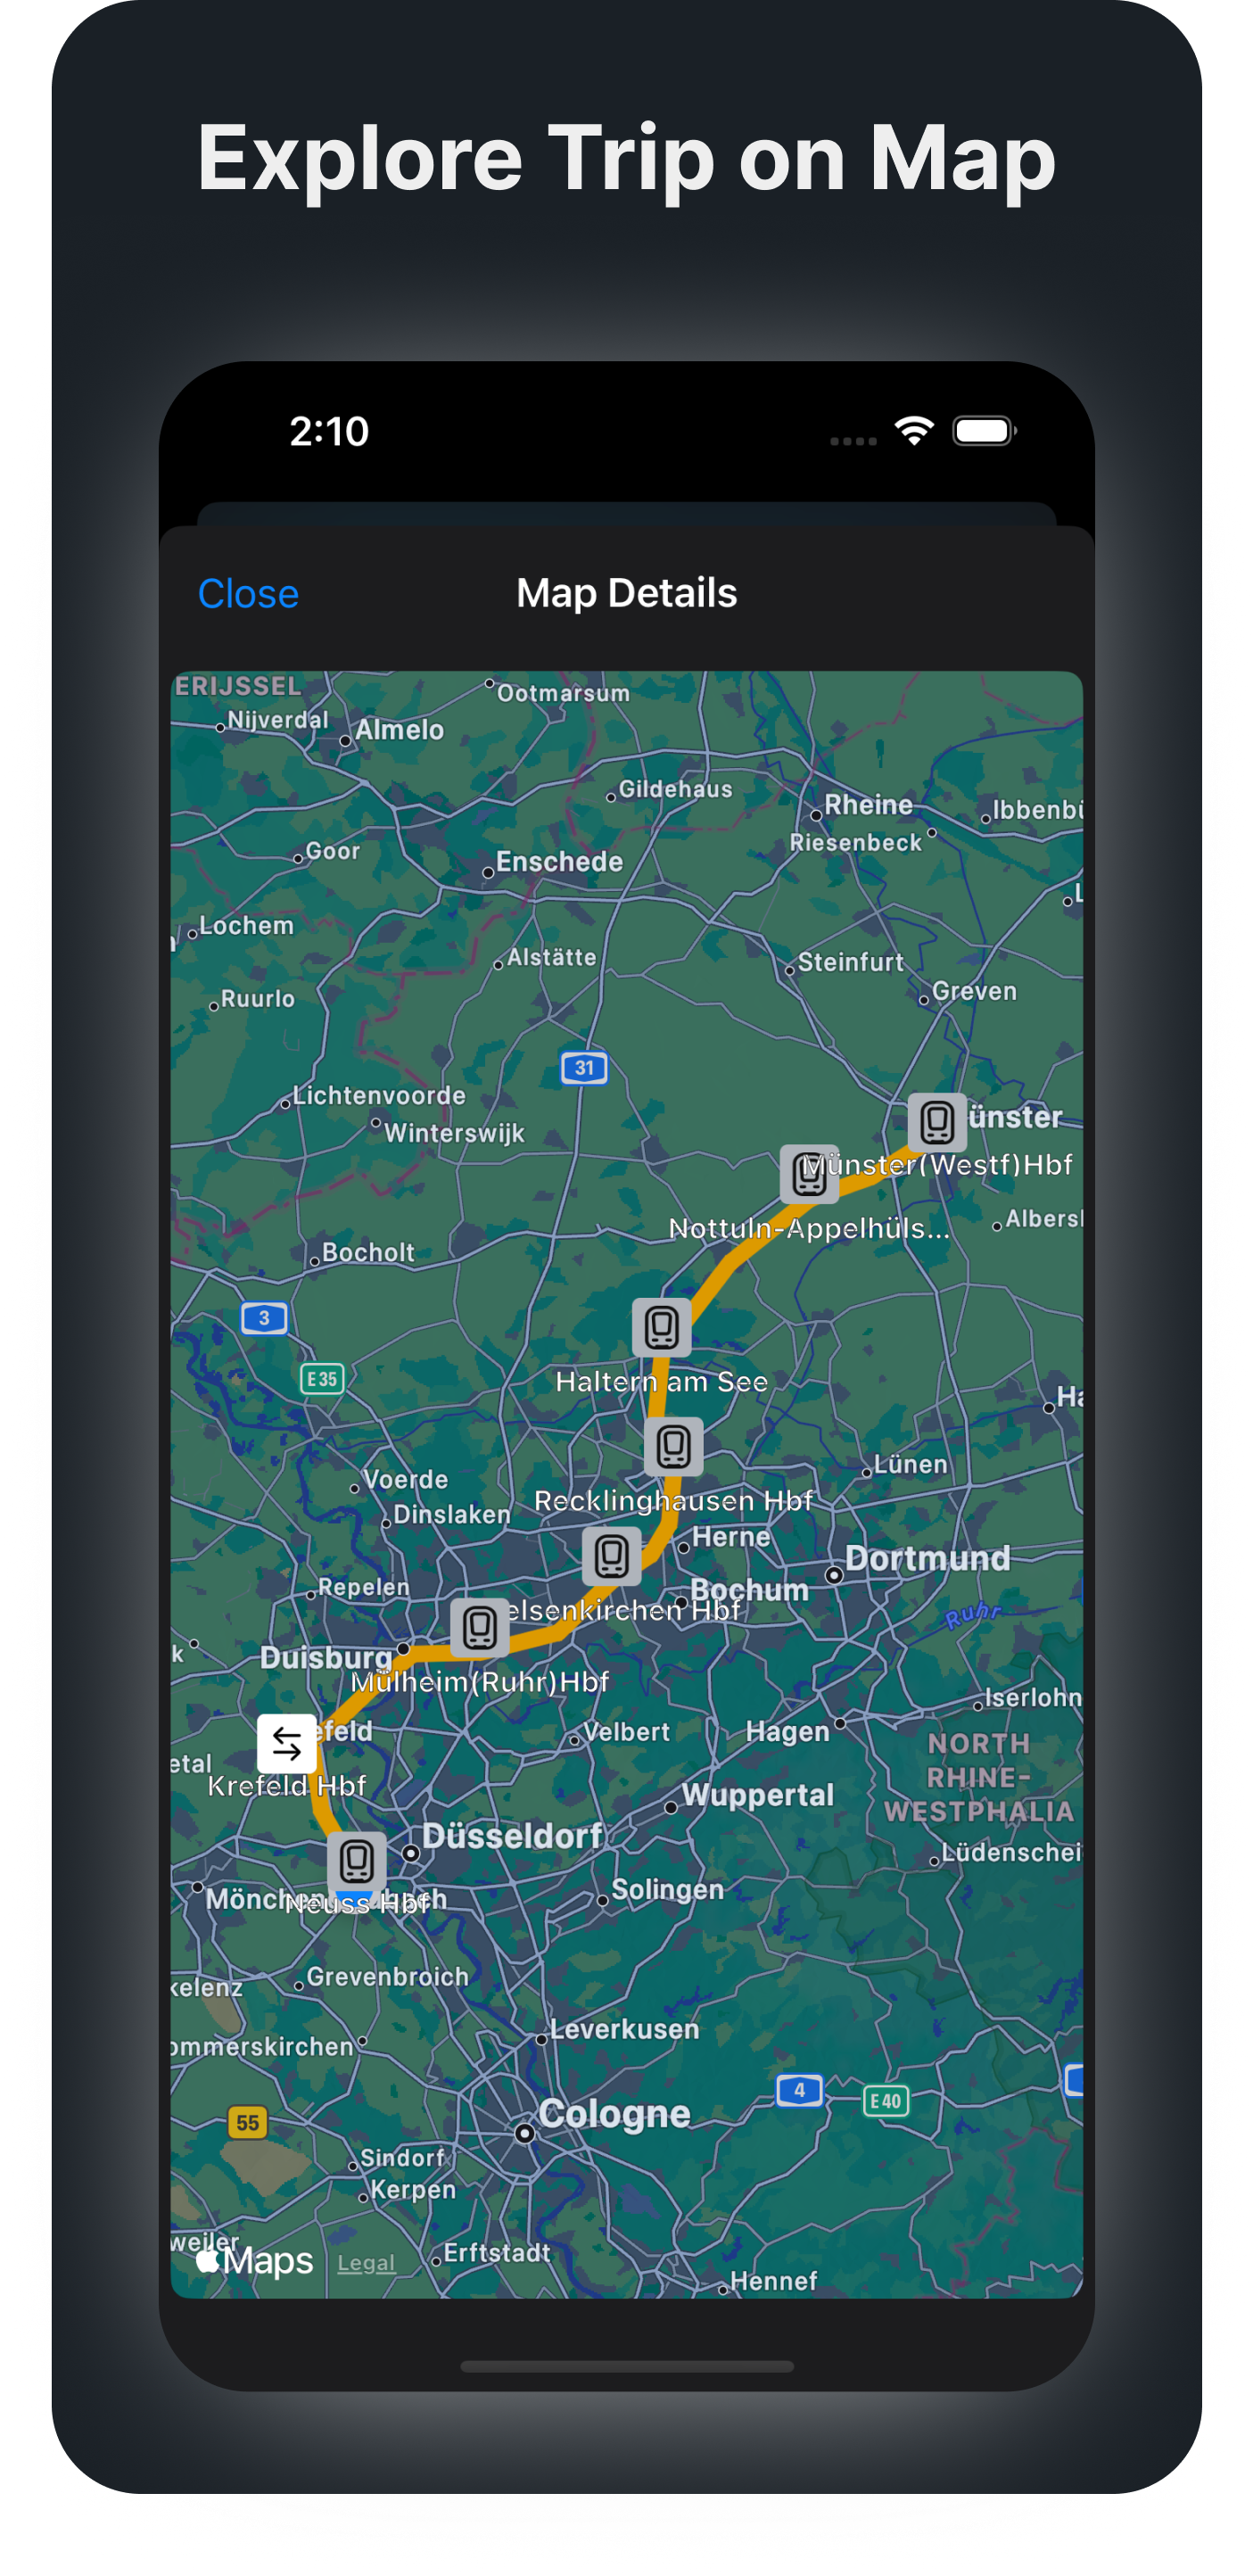 Explore Trip on Map
2:10
Close
Map Details
ERIJSSEL
Ootmarsum
Nijverdal
Almelo
Gildehaus
Rheine
Ibbenbü
Riesenbeck
Goor
Enschede
L
Lochem
Alstätte
Steinfurt
Ruurlo
Greven
31
Lichtenvoorde
Winterswijk
ünster
Münster(Westf)Hbf
Nottuln-Appelhüls...
Albersl
Bocholt
3
E 35
Haltern am See
Ha
Voerde
Lünen
Dinslaken
Recklinghausen Hbf
Herne
Dortmund
Repelen
Bochum
elsenkirchen Hbf
Ruhr
k
Duisburg
Mülheim(Ruhr)Hbf
Iserlohn
efeld
Velbert
Hagen
NORTH
RHINE-
WESTPHALIA
etal
Krefeld Hbf
Wuppertal
Düsseldorf
Lüdenschei
Solingen
Neuss Hbf
Grevenbroich
kelenz
Leverkusen
ommerskirchen
4
E 40
55
Cologne
Sindorf
Kerpen
weiler
Maps
Legal
Erftstadt
Hennef